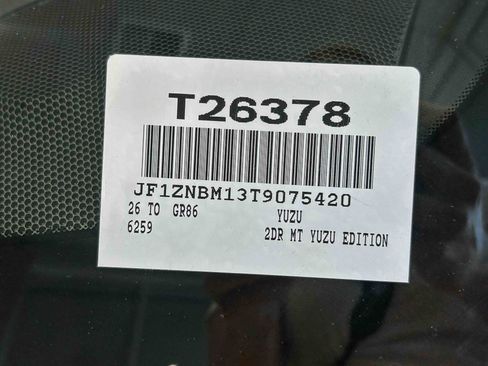 T26378
JF1ZNBM13T9075420
26 TO GR86 YUZU
6259 2DR MT YUZU EDITION